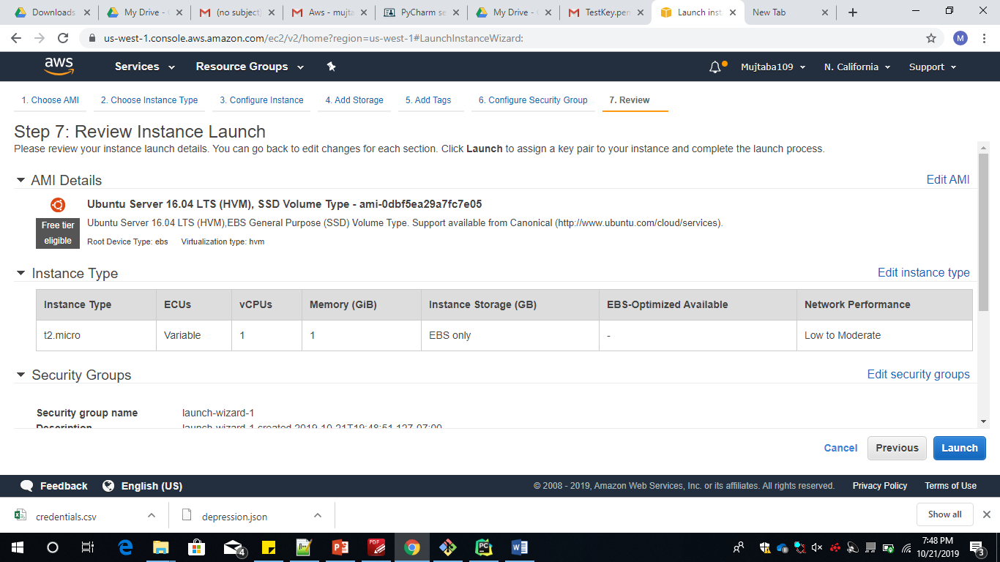 Downloads
My Drive -
(no subject)
Aws - mujta
PyCharm se
My Drive -
TestKey.pem
Launch inst
New Tab
us-west-1.console.aws.amazon.com/ec2/v2/home?region=us-west-1#LaunchInstanceWizard:
M
aws
Services
Resource Groups
Mujtaba109
N. California
Support
1. Choose AMI
2. Choose Instance Type
3. Configure Instance
4. Add Storage
5. Add Tags
6. Configure Security Group
7. Review
Step 7: Review Instance Launch
Please review your instance launch details. You can go back to edit changes for each section. Click Launch to assign a key pair to your instance and complete the launch process.
AMI Details
Edit AMI
Ubuntu Server 16.04 LTS (HVM), SSD Volume Type - ami-0dbf5ea29a7fc7e05
Free tier
eligible
Ubuntu Server 16.04 LTS (HVM),EBS General Purpose (SSD) Volume Type. Support available from Canonical (http://www.ubuntu.com/cloud/services).
Root Device Type: ebs Virtualization type: hvm
Instance Type
Edit instance type
Instance Type ECUs vCPUs Memory (GiB) Instance Storage (GB) EBS-Optimized Available Network Performance
t2.micro Variable 1 1 EBS only - Low to Moderate
Security Groups
Edit security groups
Security group name launch-wizard-1
Description launch-wizard-1 created 2019-10-21T19:48:51.127-07:00
Cancel
Previous
Launch
Feedback
English (US)
© 2008 - 2019, Amazon Web Services, Inc. or its affiliates. All rights reserved.
Privacy Policy
Terms of Use
credentials.csv
depression.json
Show all
4
7:48 PM
10/21/2019
3